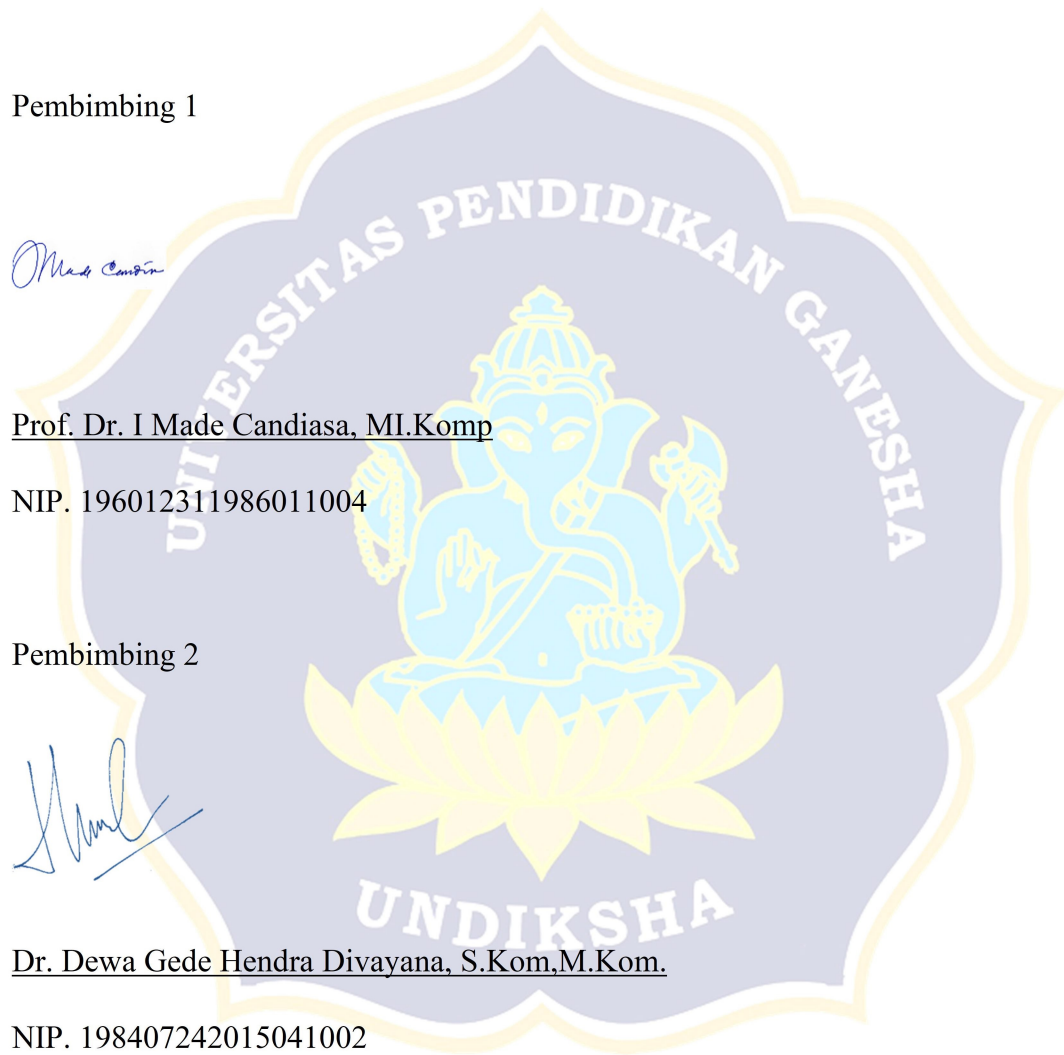 Pembimbing 1
UNIVERSITAS PENDIDIKAN GANESHA
Made
Prof. Dr. I Made Candiasa, MI.Komp
NIP. 196012311986011004
Pembimbing 2
UNDIKSHA
Dr. Dewa Gede Hendra Divayana, S.Kom,M.Kom.
NIP. 198407242015041002